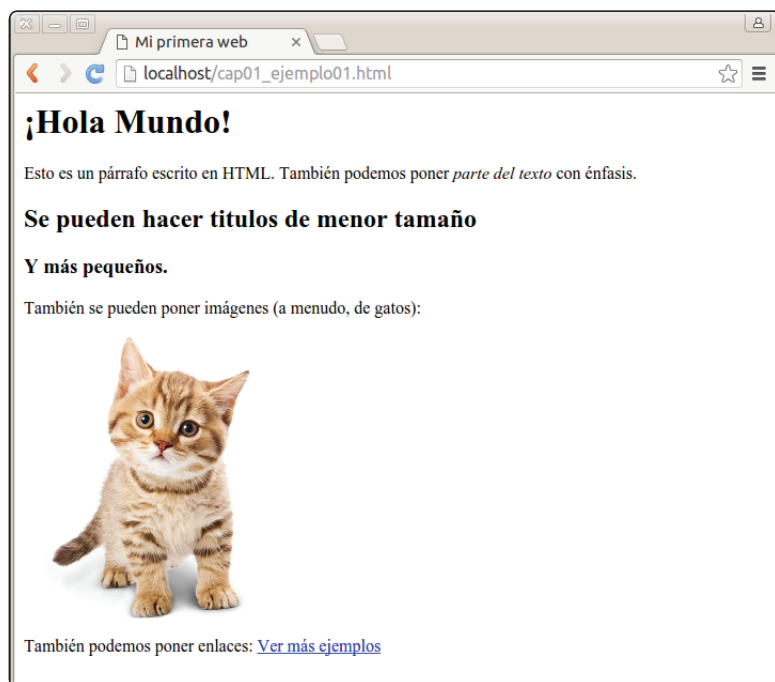 Mi primera web
localhost/cap01_ejemplo01.html
¡Hola Mundo!
Esto es un párrafo escrito en HTML. También podemos poner parte del texto con énfasis.
Se pueden hacer titulos de menor tamaño
Y más pequeños.
También se pueden poner imágenes (a menudo, de gatos):
También podemos poner enlaces: Ver más ejemplos